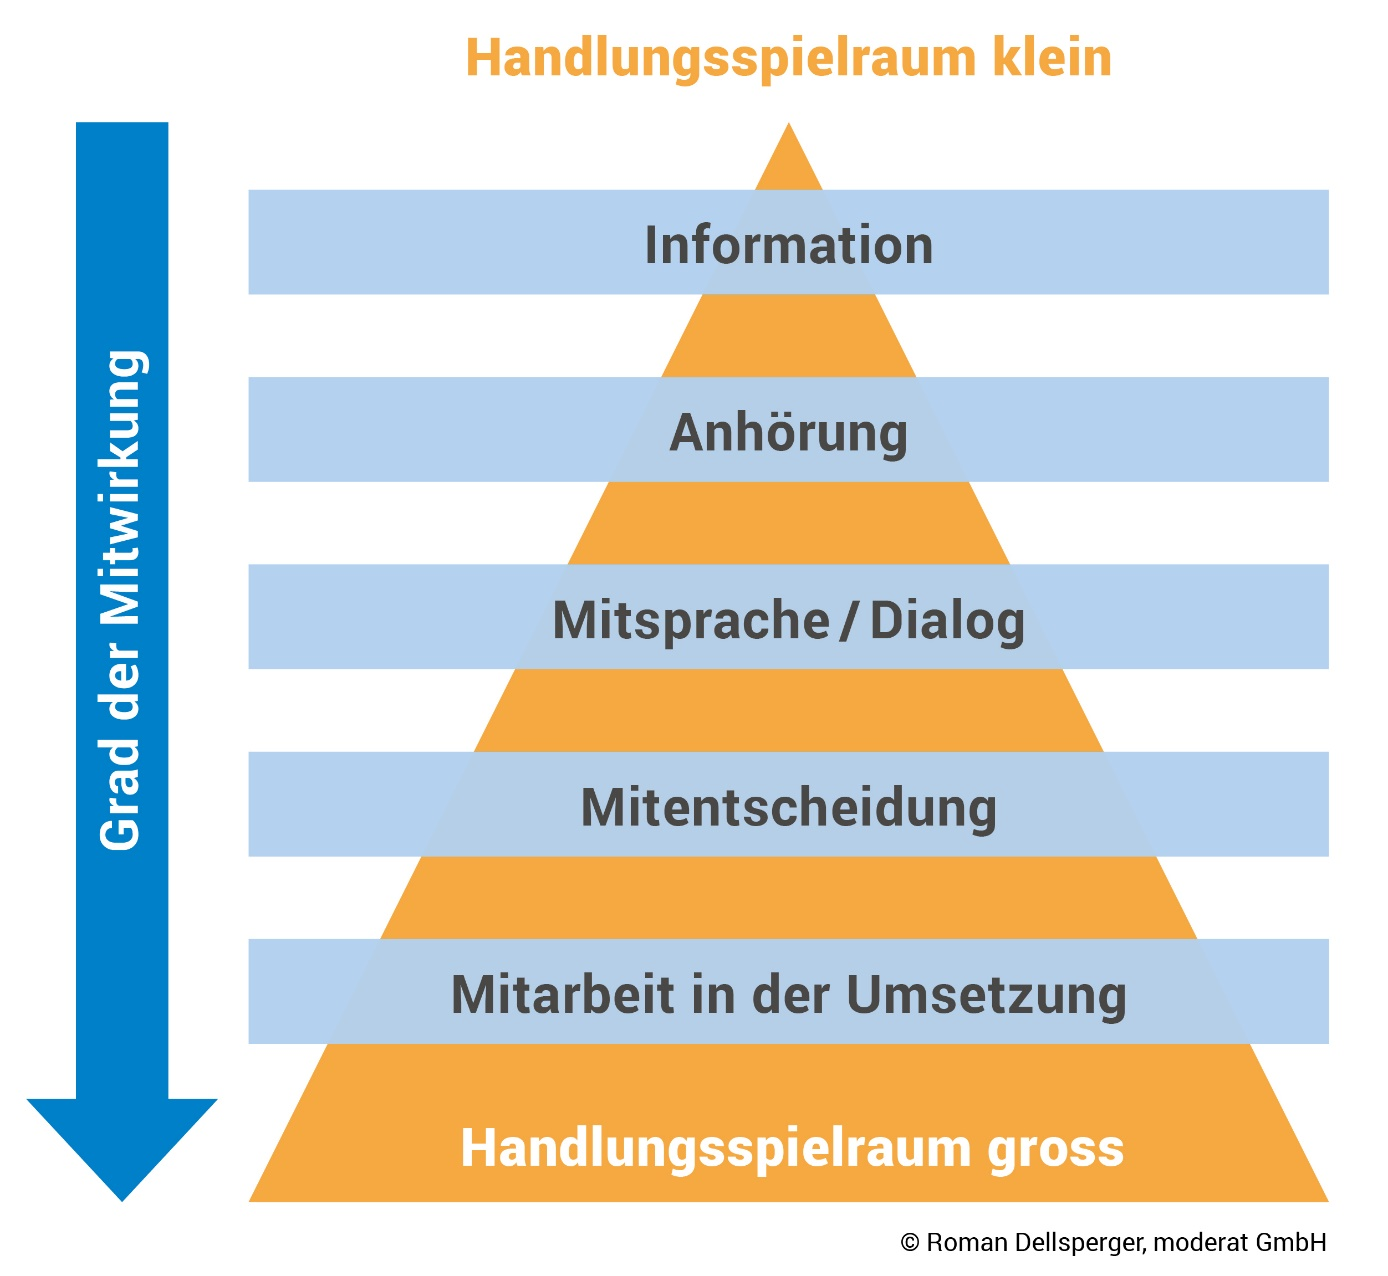 Handlungsspielraum klein
Grad der Mitwirkung
Information
Anhörung
Mitsprache / Dialog
Mitentscheidung
Mitarbeit in der Umsetzung
Handlungsspielraum gross
© Roman Dellsperger, moderat GmbH